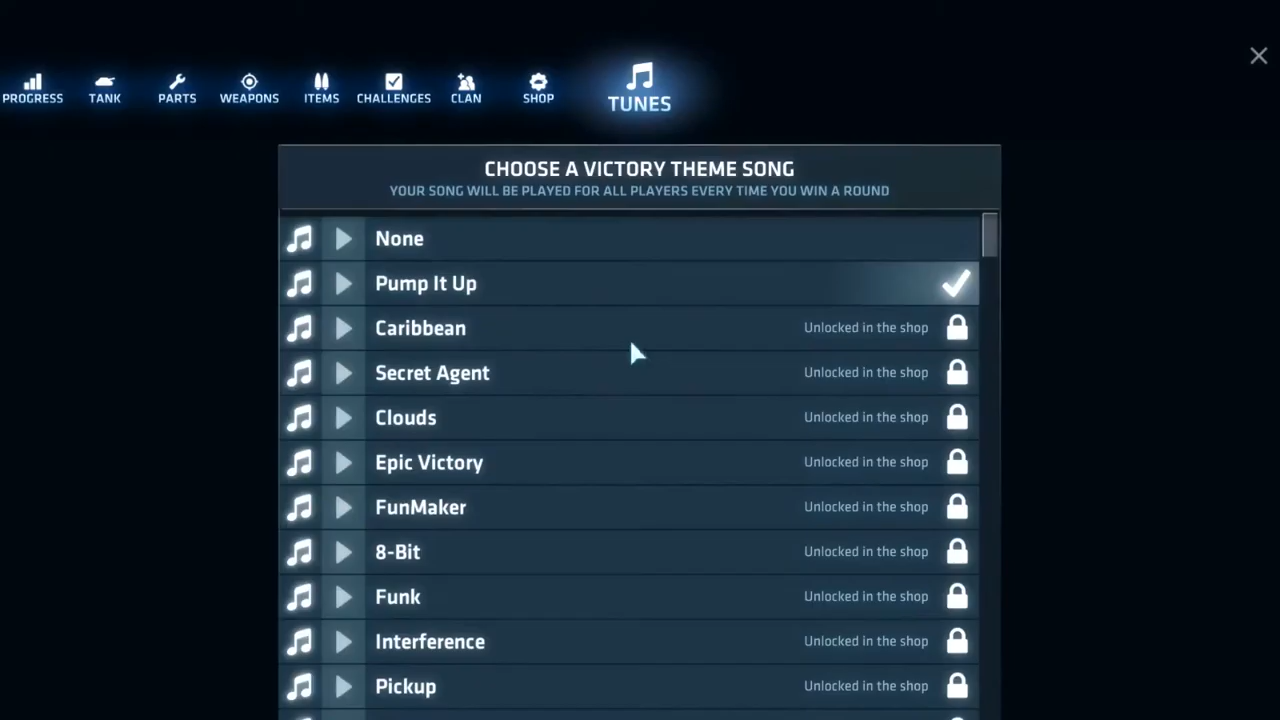 PROGRESS TANK PARTS WEAPONS ITEMS CHALLENGES CLAN SHOP TUNES
CHOOSE A VICTORY THEME SONG
YOUR SONG WILL BE PLAYED FOR ALL PLAYERS EVERY TIME YOU WIN A ROUND
None
Pump It Up
Caribbean Unlocked in the shop
Secret Agent Unlocked in the shop
Clouds Unlocked in the shop
Epic Victory Unlocked in the shop
FunMaker Unlocked in the shop
8-Bit Unlocked in the shop
Funk Unlocked in the shop
Interference Unlocked in the shop
Pickup Unlocked in the shop